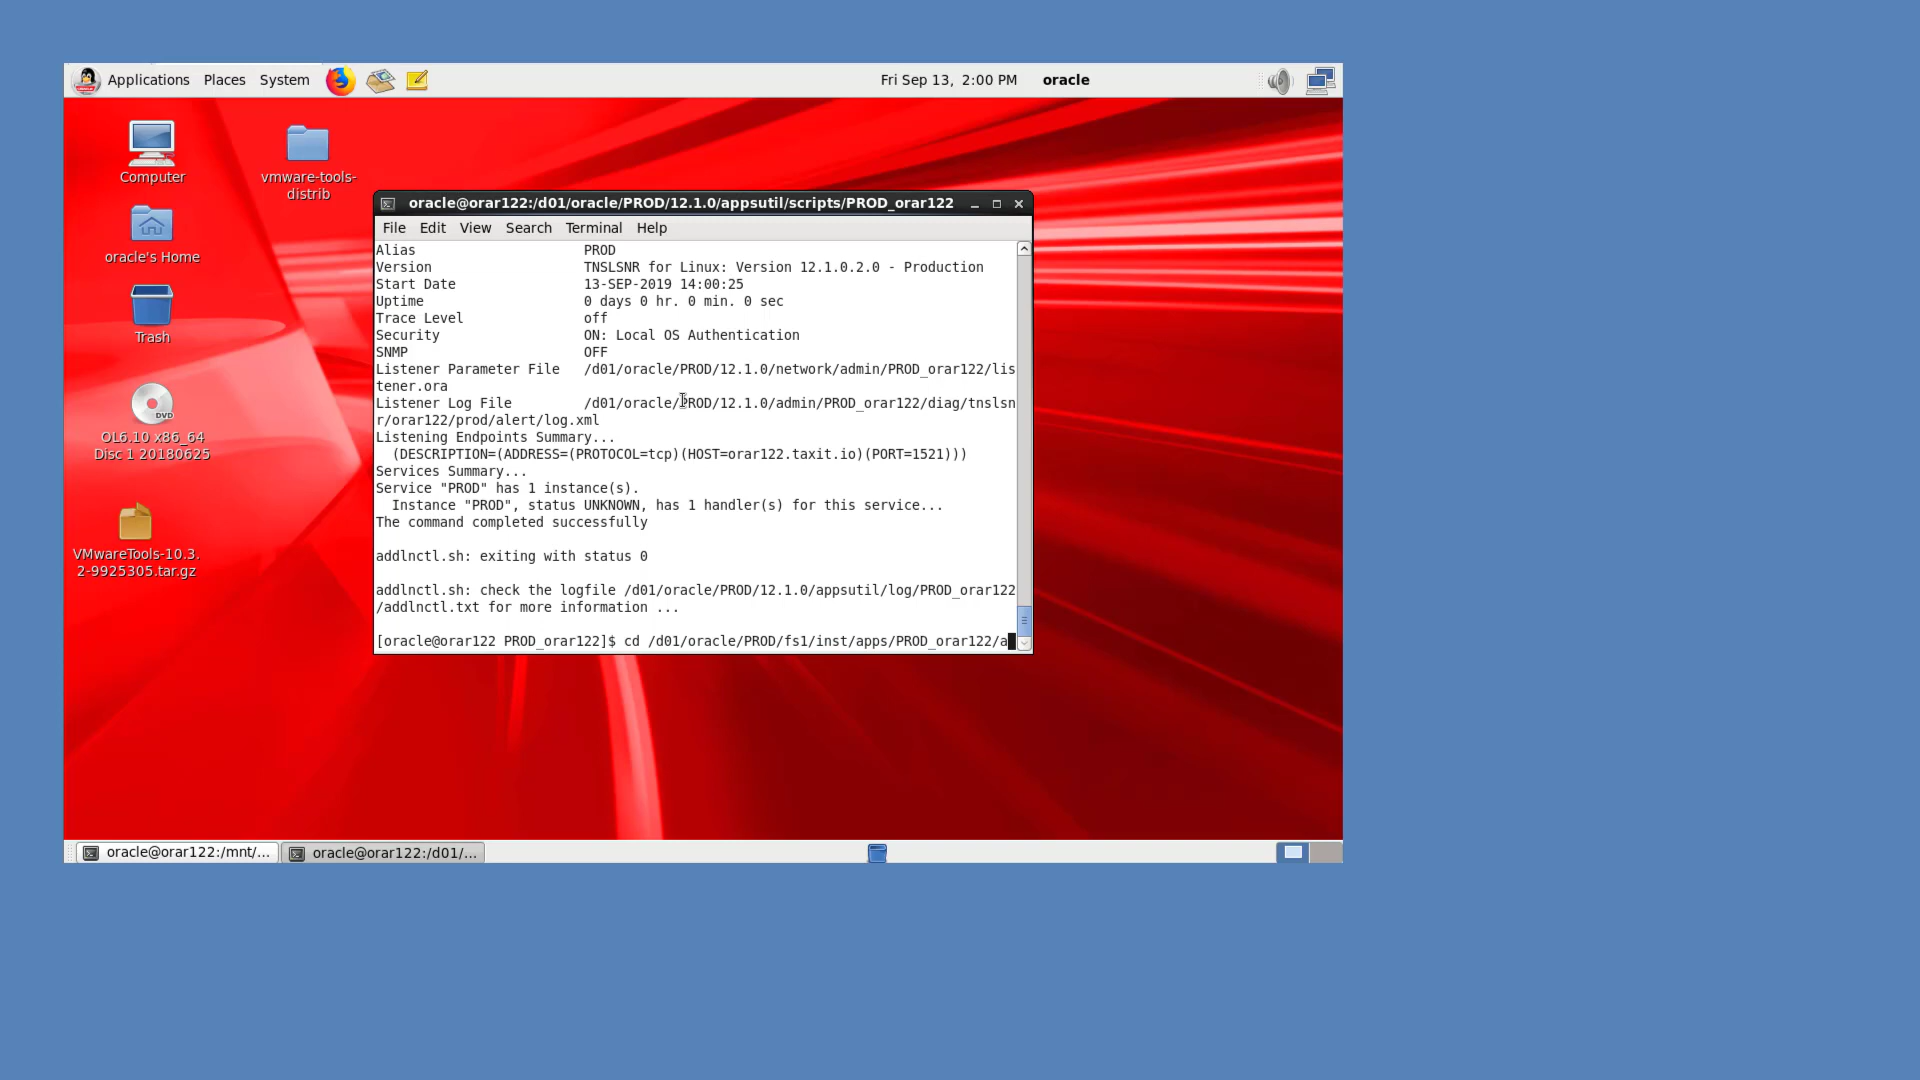 Applications Places System Fri Sep 13, 2:00 PM oracle
Computer
vmware-tools-
distrib
oracle's Home
Trash
DVD
OL6.10 x86_64
Disc 1 20180625
VMwareTools-10.3.
2-9925305.tar.gz
oracle@orar122:/d01/oracle/PROD/12.1.0/appsutil/scripts/PROD_orar122
File Edit View Search Terminal Help
Alias PROD
Version TNSLSNR for Linux: Version 12.1.0.2.0 - Production
Start Date 13-SEP-2019 14:00:25
Uptime 0 days 0 hr. 0 min. 0 sec
Trace Level off
Security ON: Local OS Authentication
SNMP OFF
Listener Parameter File /d01/oracle/PROD/12.1.0/network/admin/PROD_orar122/lis
tener.ora
Listener Log File /d01/oracle/PROD/12.1.0/admin/PROD_orar122/diag/tnslsn
r/orar122/prod/alert/log.xml
Listening Endpoints Summary...
(DESCRIPTION=(ADDRESS=(PROTOCOL=tcp)(HOST=orar122.taxit.io)(PORT=1521)))
Services Summary...
Service "PROD" has 1 instance(s).
Instance "PROD", status UNKNOWN, has 1 handler(s) for this service...
The command completed successfully
addlnctl.sh: exiting with status 0
addlnctl.sh: check the logfile /d01/oracle/PROD/12.1.0/appsutil/log/PROD_orar122
/addlnctl.txt for more information ...
[oracle@orar122 PROD_orar122]$ cd /d01/oracle/PROD/fs1/inst/apps/PROD_orar122/a
oracle@orar122:/mnt/... oracle@orar122:/d01/...